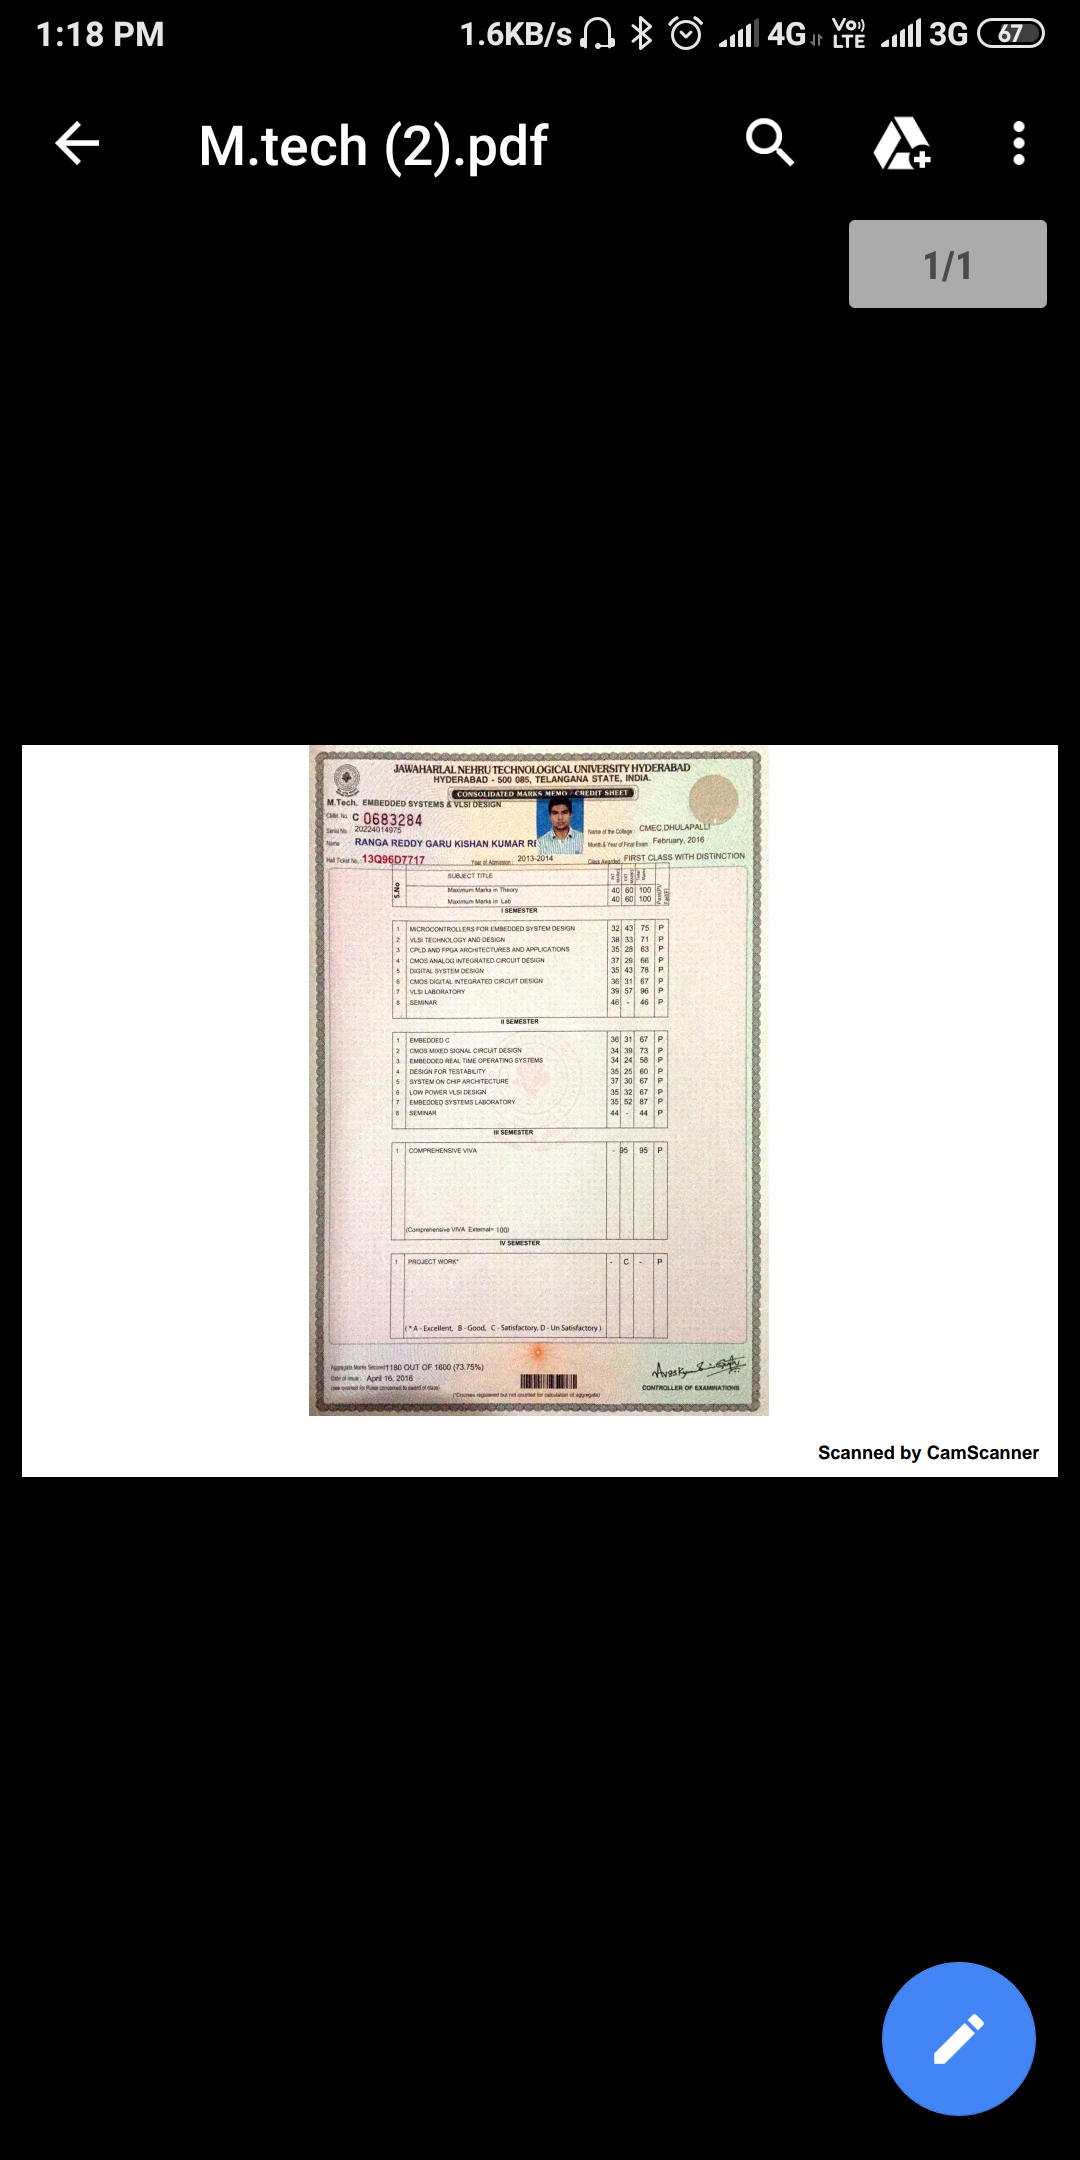 1:18 PM 1.6KB/s 4G Vo)) LTE 3G 67
M.tech (2).pdf
1/1
JAWAHARLAL NEHRU TECHNOLOGICAL UNIVERSITY HYDERABAD
HYDERABAD - 500 085, TELANGANA STATE, INDIA.
CONSOLIDATED MARKS MEMO / CREDIT SHEET
M.Tech. EMBEDDED SYSTEMS & VLSI DESIGN
CMM. No. C 0683284
Serial No. 20224014975
Name of the College: CMEC,DHULAPALLI
Name RANGA REDDY GARU KISHAN KUMAR RE
Month & Year of Final Exam: February, 2016
Hall Ticket No. 13Q96D7717 Year of Admission: 2013-2014 Class Awarded FIRST CLASS WITH DISTINCTION
S.No SUBJECT TITLE
Maximum Marks in Theory 40 60 100
Maximum Marks in Lab 40 60 100
I SEMESTER
1 MICROCONTROLLERS FOR EMBEDDED SYSTEM DESIGN 32 43 75 P
2 VLSI TECHNOLOGY AND DESIGN 38 33 71 P
3 CPLD AND FPGA ARCHITECTURES AND APPLICATIONS 35 28 63 P
4 CMOS ANALOG INTEGRATED CIRCUIT DESIGN 37 29 66 P
5 DIGITAL SYSTEM DESIGN 35 43 78 P
6 CMOS DIGITAL INTEGRATED CIRCUIT DESIGN 36 31 67 P
7 VLSI LABORATORY 39 57 96 P
8 SEMINAR 46 - 46 P
II SEMESTER
1 EMBEDDED C 36 31 67 P
2 CMOS MIXED SIGNAL CIRCUIT DESIGN 34 39 73 P
3 EMBEDDED REAL TIME OPERATING SYSTEMS 34 24 58 P
4 DESIGN FOR TESTABILITY 35 25 60 P
5 SYSTEM ON CHIP ARCHITECTURE 37 30 67 P
6 LOW POWER VLSI DESIGN 35 32 67 P
7 EMBEDDED SYSTEMS LABORATORY 35 52 87 P
8 SEMINAR 44 - 44 P
III SEMESTER
1 COMPREHENSIVE VIVA - 95 95 P
(Comprehensive VIVA External- 100)
IV SEMESTER
1 PROJECT WORK* - C - P
(* A - Excellent, B - Good, C - Satisfactory, D - Un Satisfactory)
Aggregate Marks Secured 1180 OUT OF 1600 (73.75%)
Date of Issue: April 16, 2016
CONTROLLER OF EXAMINATIONS
(*Courses registered but not counted for calculation of aggregate)
Scanned by CamScanner